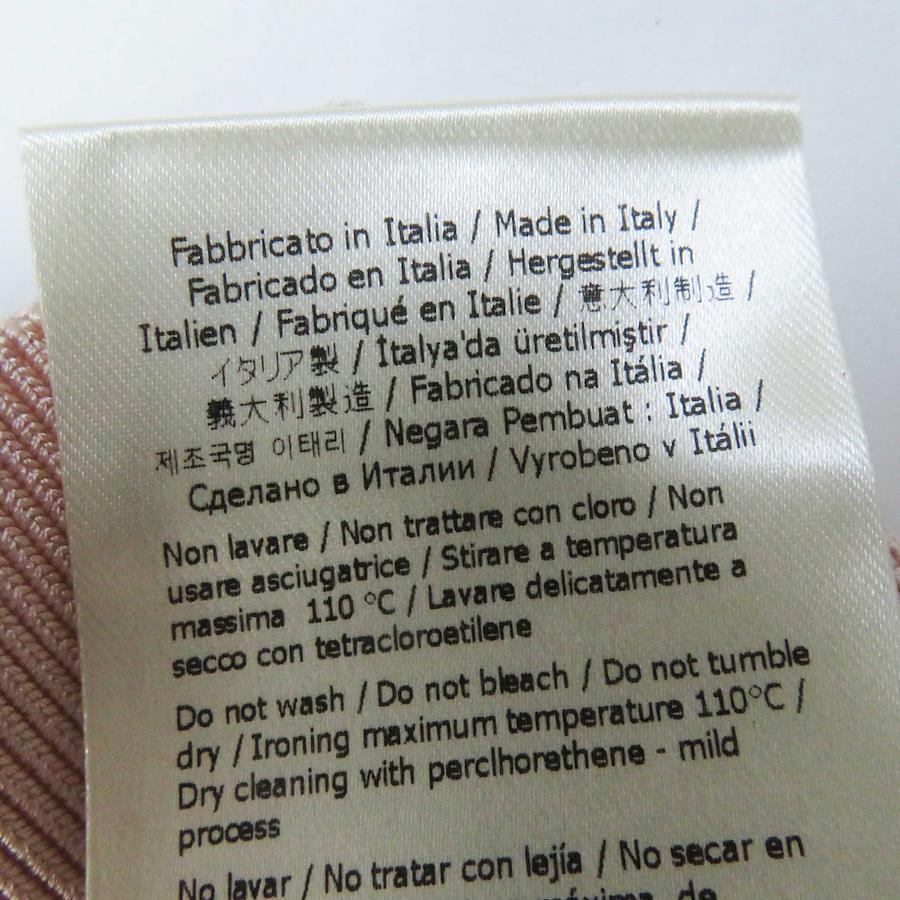 Fabbricato in Italia / Made in Italy /
Fabricado en Italia / Hergestellt in
Italien / Fabriqué en Italie / 意大利制造 /
イタリア製 / İtalya'da üretilmiştir /
義大利製造 / Fabricado na Itália /
제조국명 이태리 / Negara Pembuat : Italia /
Сделано в Италии / Vyrobeno v Itálii
Non lavare / Non trattare con cloro / Non
usare asciugatrice / Stirare a temperatura
massima 110 °C / Lavare delicatamente a
secco con tetracloroetilene
Do not wash / Do not bleach / Do not tumble
dry / Ironing maximum temperature 110°C /
Dry cleaning with perclhorethene - mild
process
No lavar / No tratar con lejía / No secar en
máxima de